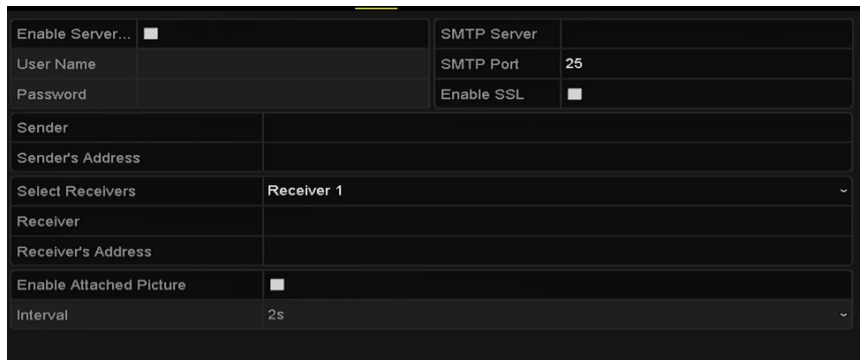 Enable Server...
User Name
Password
SMTP Server
SMTP Port 25
Enable SSL
Sender
Sender's Address
Select Receivers Receiver 1
Receiver
Receiver's Address
Enable Attached Picture
Interval 2s